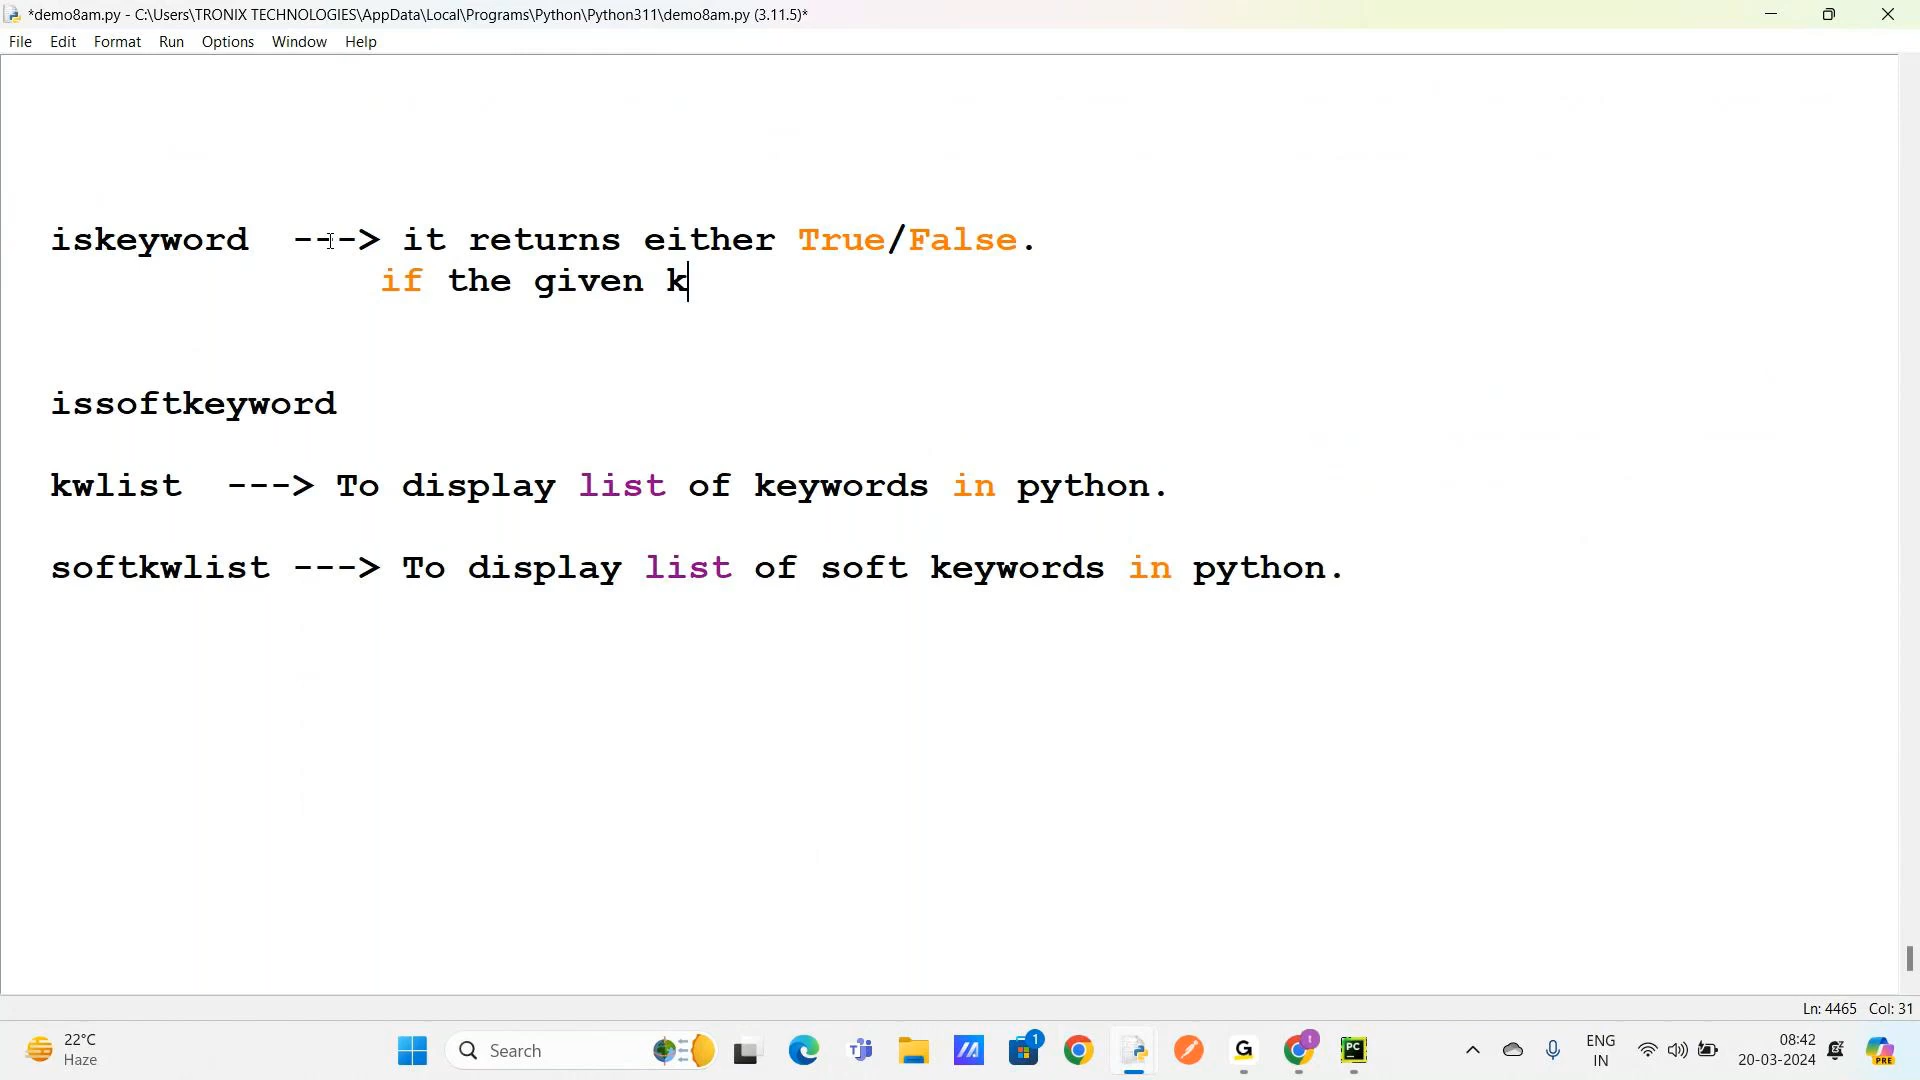 *demo8am.py - C:\Users\TRONIX TECHNOLOGIES\AppData\Local\Programs\Python\Python311\demo8am.py (3.11.5)*
File Edit Format Run Options Window Help
iskeyword ---> it returns either True/False.
if the given k
issoftkeyword
kwlist ---> To display list of keywords in python.
softkwlist ---> To display list of soft keywords in python.
Ln: 4465 Col: 31
22°C
Haze
Search
1
G
t
PC
ENG
IN
08:42
20-03-2024
PRE